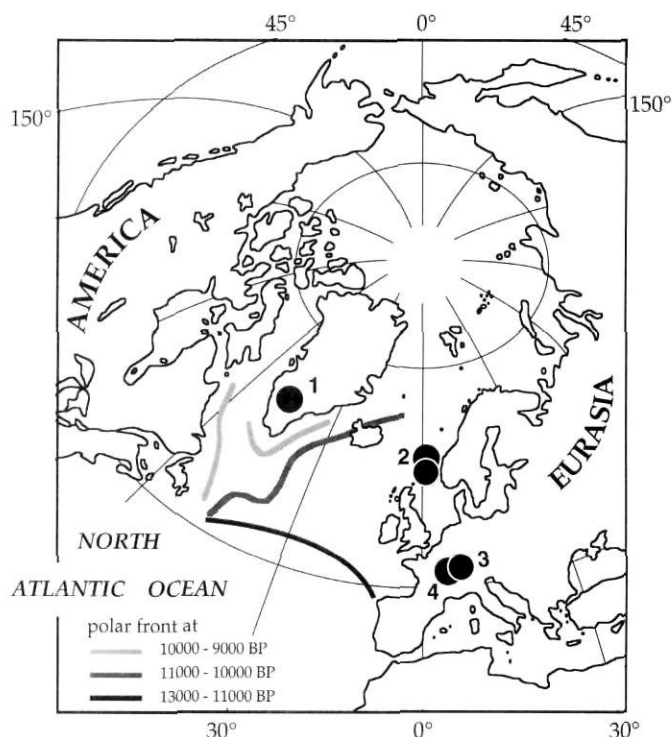 45° 0° 45°
150° 150°
AMERICA
EURASIA
1
2
3
4
NORTH
ATLANTIC OCEAN
polar front at
10000 - 9000 BP
11000 - 10000 BP
13000 - 11000 BP
30° 0° 30°